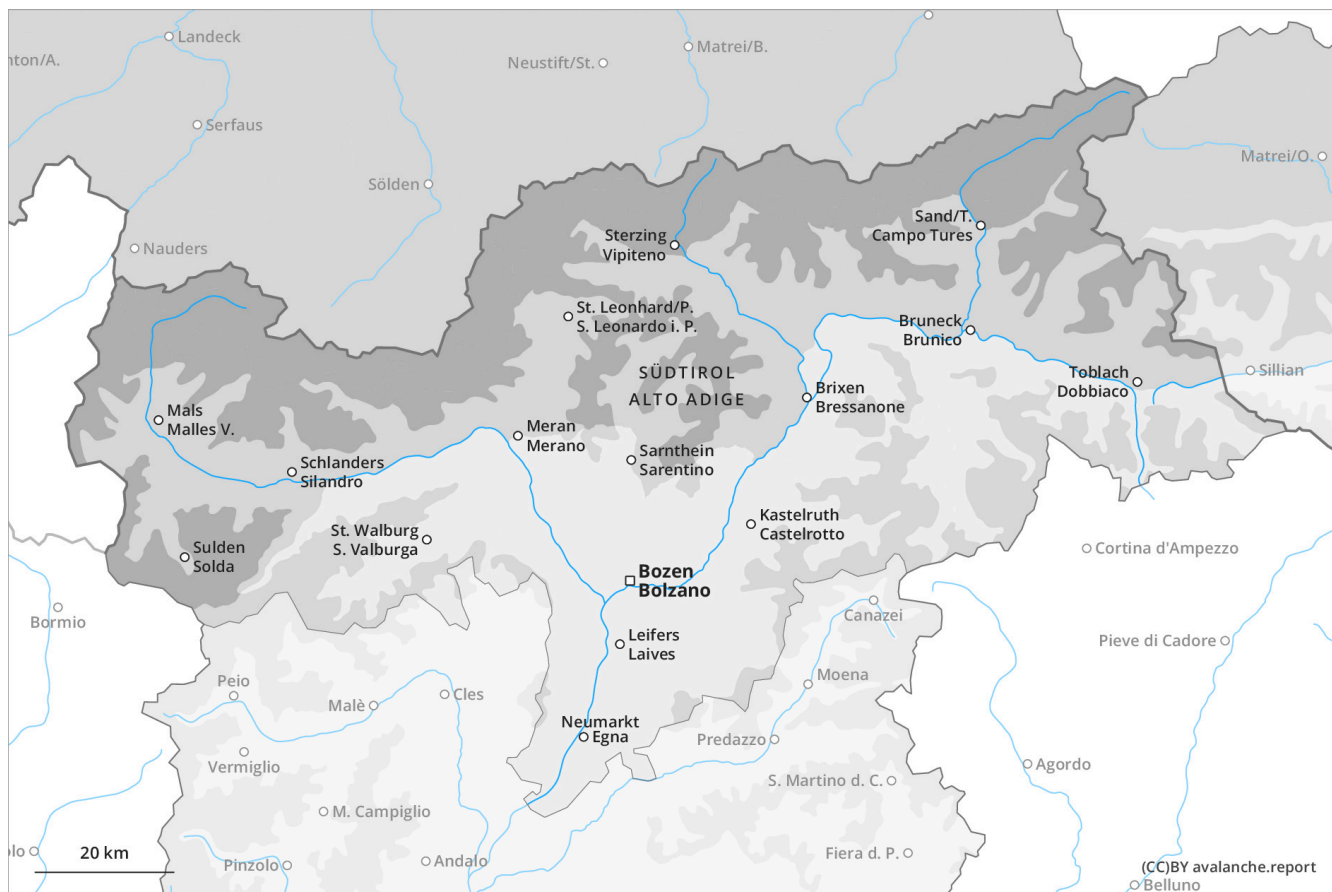 Landeck
nton/A.
Matrei/B.
Neustift/St.
Serfaus
Matrei/O.
Sölden
Sand/T.
Campo Tures
Sterzing
Vipiteno
Nauders
St. Leonhard/P.
S. Leonardo i. P.
Bruneck
Brunico
SÜDTIROL
ALTO ADIGE
Toblach
Dobbiaco
Sillian
Brixen
Bressanone
Mals
Malles V.
Meran
Merano
Schlanders
Silandro
Sarnthein
Sarentino
Kastelruth
Castelrotto
St. Walburg
S. Valburga
Sulden
Solda
Cortina d'Ampezzo
Bozen
Bolzano
Bormio
Canazei
Leifers
Laives
Pieve di Cadore
Peio
Moena
Malè
Cles
Neumarkt
Egna
Predazzo
Vermiglio
Agordo
S. Martino d. C.
M. Campiglio
olo
20 km
Pinzolo
Andalo
Fiera d. P.
(CC)BY avalanche.report
Belluno